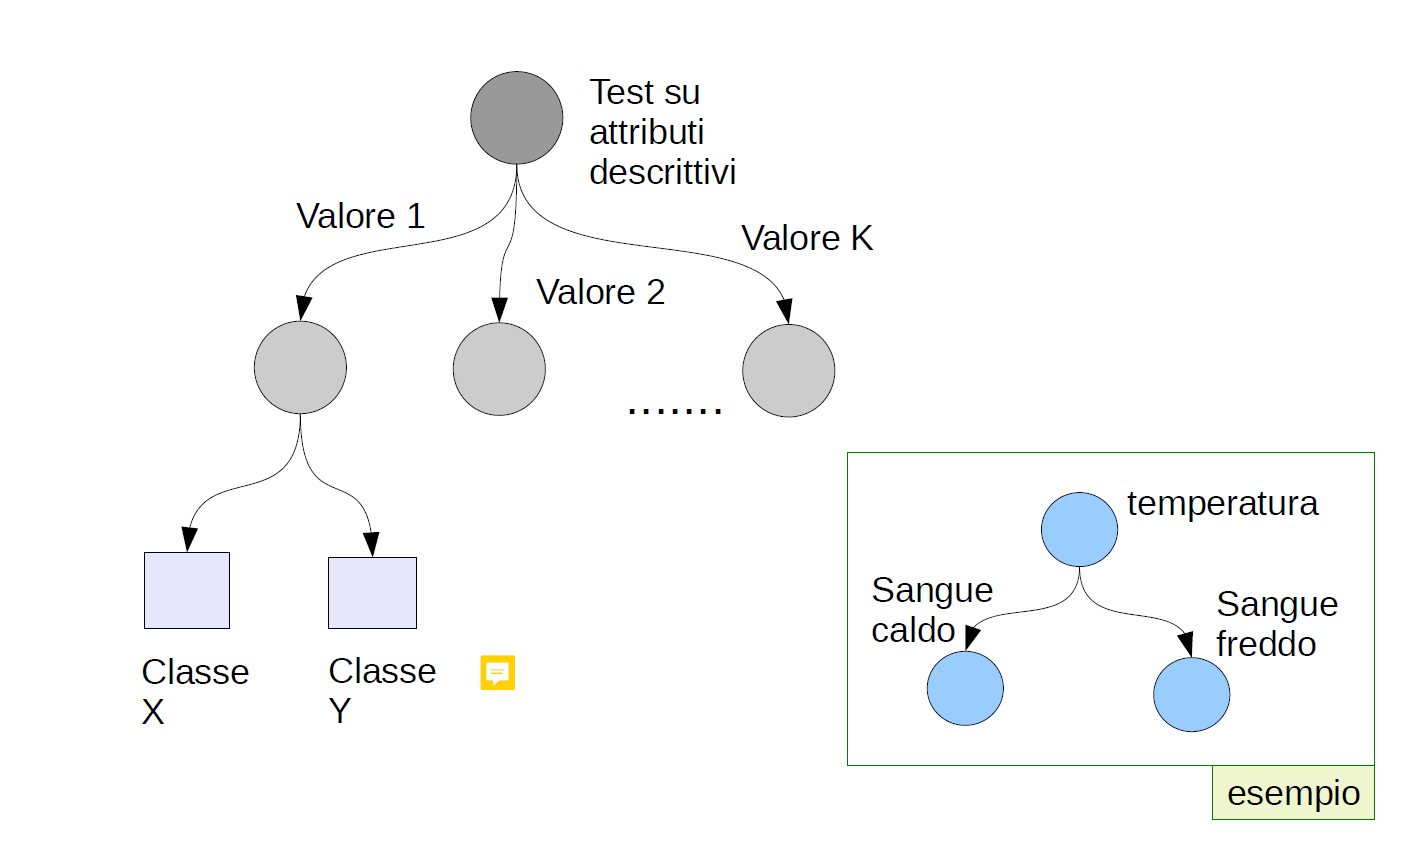 Test su
attributi
descrittivi
Valore 1
Valore K
Valore 2
.......
temperatura
Sangue
caldo
Sangue
freddo
Classe
X
Classe
Y
esempio